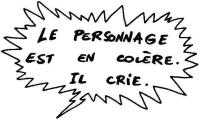 LE PERSONNAGE
EST EN COLÈRE.
IL CRIE.